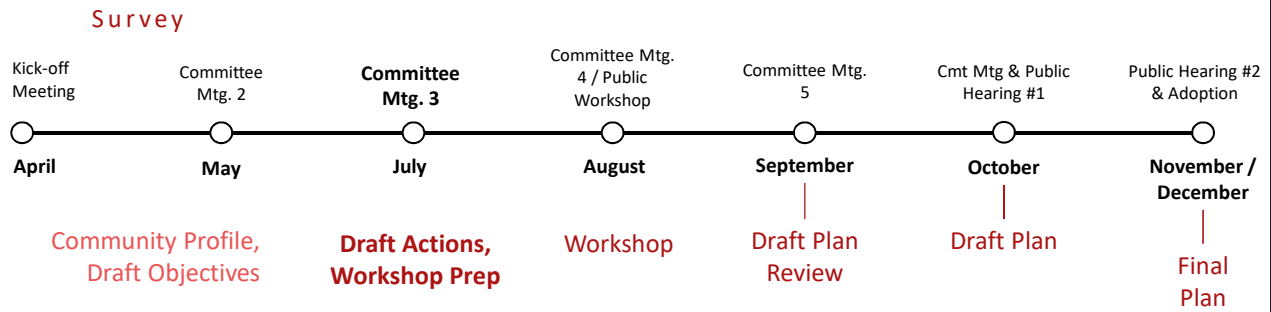 Survey
Kick-off
Meeting
Committee
Mtg. 2
Committee
Mtg. 3
Committee Mtg.
4 / Public
Workshop
Committee Mtg.
5
Cmt Mtg & Public
Hearing #1
Public Hearing #2
& Adoption
April
May
July
August
September
October
November /
December
Community Profile,
Draft Objectives
Draft Actions,
Workshop Prep
Workshop
Draft Plan
Review
Draft Plan
Final
Plan